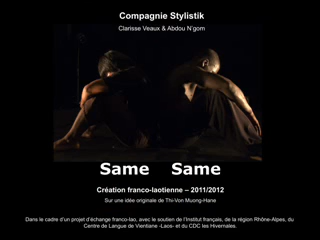 Compagnie Stylistik
Clarisse Veaux & Abdou N'gom
Same Same
Création franco-laotienne – 2011/2012
Sur une idée originale de Thi-Von Muong-Hane
Dans le cadre d'un projet d'échange franco-lao, avec le soutien de l'Institut français, de la région Rhône-Alpes, du
Centre de Langue de Vientiane -Laos- et du CDC les Hivernales.